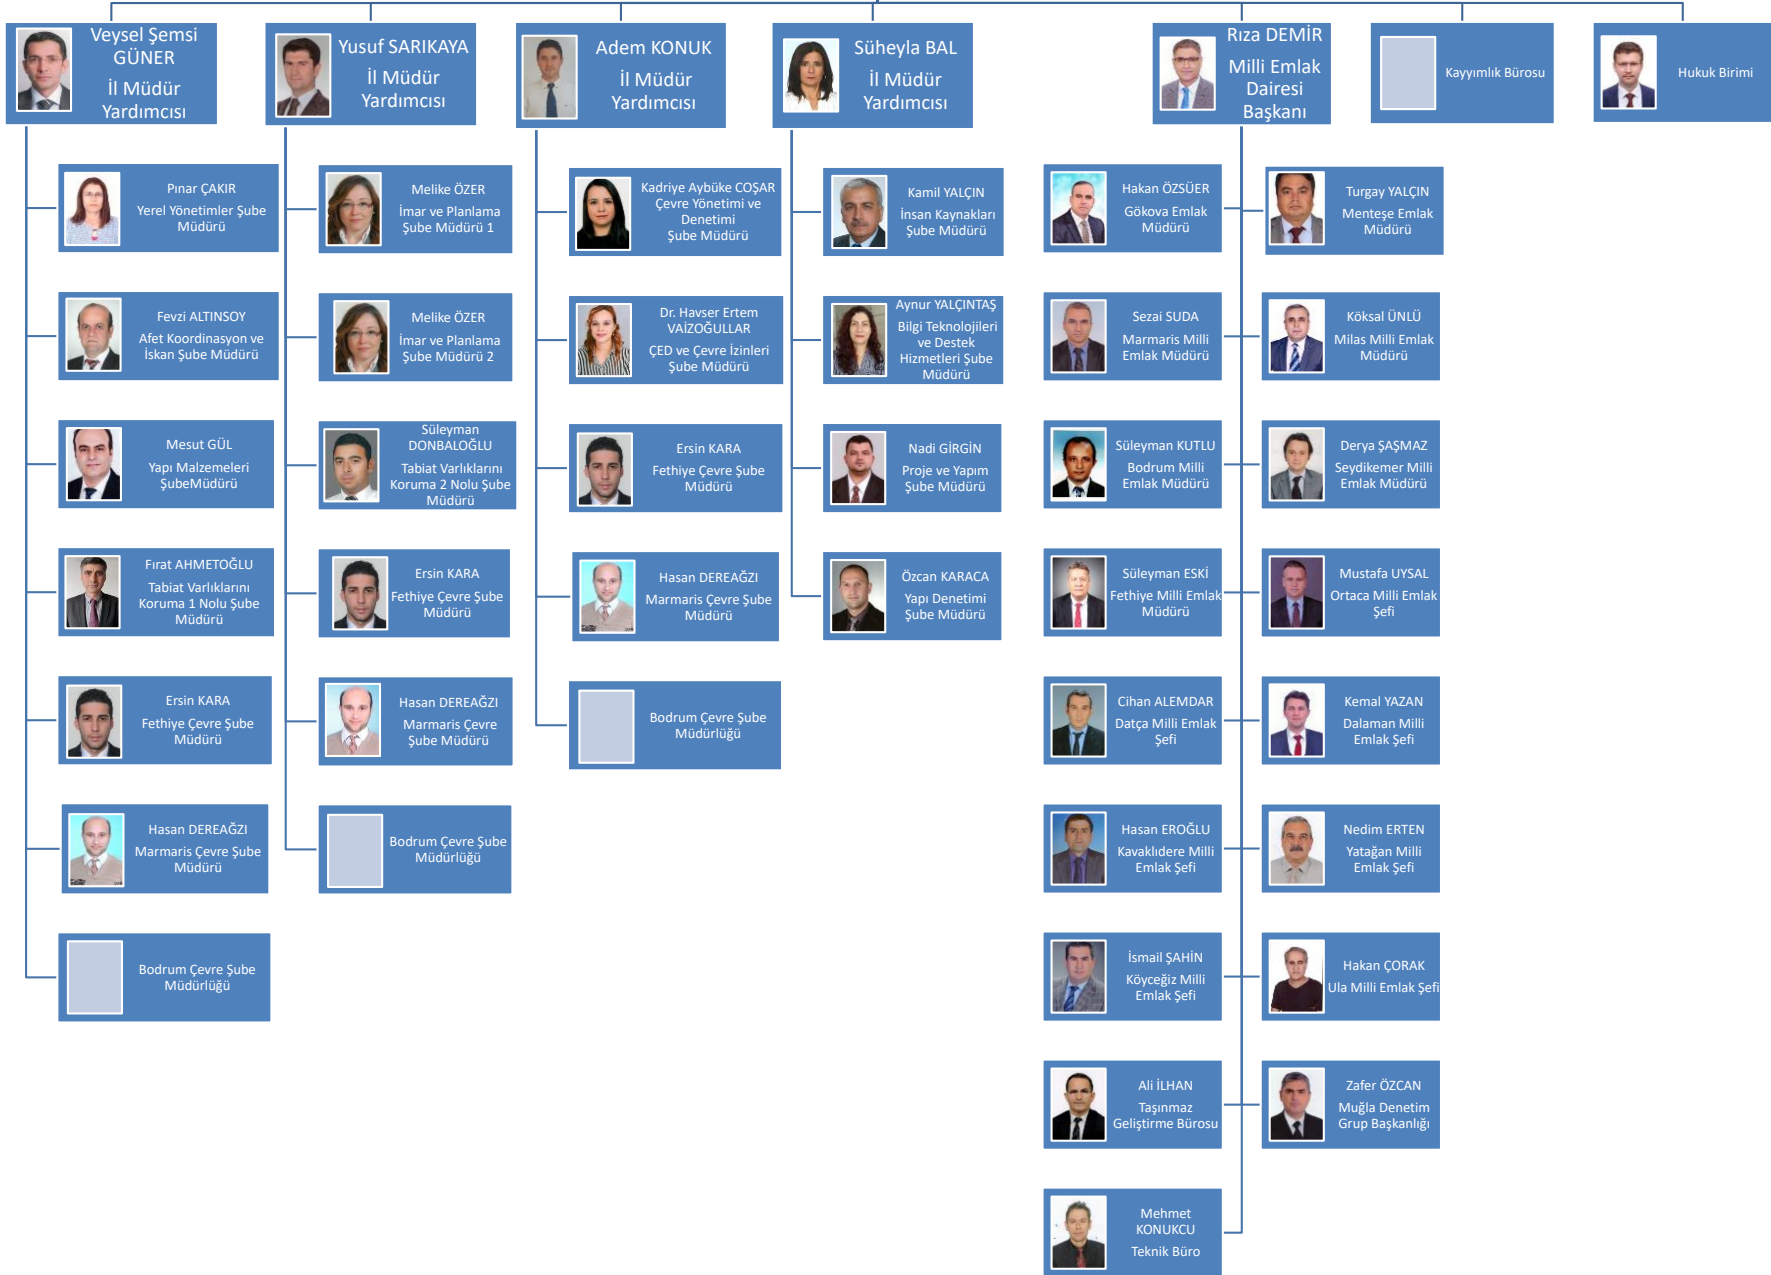 Veysel Şemsi
GÜNER
İl Müdür
Yardımcısı
Yusuf SARIKAYA
İl Müdür
Yardımcısı
Adem KONUK
İl Müdür
Yardımcısı
Süheyla BAL
İl Müdür
Yardımcısı
Rıza DEMİR
Milli Emlak
Dairesi
Başkanı
Kayyımlık Bürosu
Hukuk Birimi
Pınar ÇAKIR
Yerel Yönetimler Şube
Müdürü
Fevzi ALTINSOY
Afet Koordinasyon ve
İskan Şube Müdürü
Mesut GÜL
Yapı Malzemeleri
ŞubeMüdürü
Fırat AHMETOĞLU
Tabiat Varlıklarını
Koruma 1 Nolu Şube
Müdürü
Ersin KARA
Fethiye Çevre Şube
Müdürü
Hasan DEREAĞZI
Marmaris Çevre Şube
Müdürü
Bodrum Çevre Şube
Müdürlüğü
Melike ÖZER
İmar ve Planlama
Şube Müdürü 1
Melike ÖZER
İmar ve Planlama
Şube Müdürü 2
Süleyman
DONBALOĞLU
Tabiat Varlıklarını
Koruma 2 Nolu Şube
Müdürü
Ersin KARA
Fethiye Çevre Şube
Müdürü
Hasan DEREAĞZI
Marmaris Çevre
Şube Müdürü
Bodrum Çevre Şube
Müdürlüğü
Kadriye Aybüke COŞAR
Çevre Yönetimi ve
Denetimi
Şube Müdürü
Dr. Havser Ertem
VAİZOĞULLAR
ÇED ve Çevre İzinleri
Şube Müdürü
Ersin KARA
Fethiye Çevre Şube
Müdürü
Hasan DEREAĞZI
Marmaris Çevre Şube
Müdürü
Bodrum Çevre Şube
Müdürlüğü
Kamil YALÇIN
İnsan Kaynakları
Şube Müdürü
Aynur YALÇINTAŞ
Bilgi Teknolojileri
ve Destek
Hizmetleri Şube
Müdürü
Nadi GİRGİN
Proje ve Yapım
Şube Müdürü
Özcan KARACA
Yapı Denetimi
Şube Müdürü
Hakan ÖZSÜER
Gökova Emlak
Müdürü
Turgay YALÇIN
Menteşe Emlak
Müdürü
Sezai SUDA
Marmaris Milli
Emlak Müdürü
Köksal ÜNLÜ
Milas Milli Emlak
Müdürü
Süleyman KUTLU
Bodrum Milli
Emlak Müdürü
Derya ŞAŞMAZ
Seydikemer Milli
Emlak Müdürü
Süleyman ESKİ
Fethiye Milli Emlak
Müdürü
Mustafa UYSAL
Ortaca Milli Emlak
Şefi
Cihan ALEMDAR
Datça Milli Emlak
Şefi
Kemal YAZAN
Dalaman Milli
Emlak Şefi
Hasan EROĞLU
Kavaklıdere Milli
Emlak Şefi
Nedim ERTEN
Yatağan Milli
Emlak Şefi
İsmail ŞAHİN
Köyceğiz Milli
Emlak Şefi
Hakan ÇORAK
Ula Milli Emlak Şefi
Ali İLHAN
Taşınmaz
Geliştirme Bürosu
Zafer ÖZCAN
Muğla Denetim
Grup Başkanlığı
Mehmet
KONUKCU
Teknik Büro